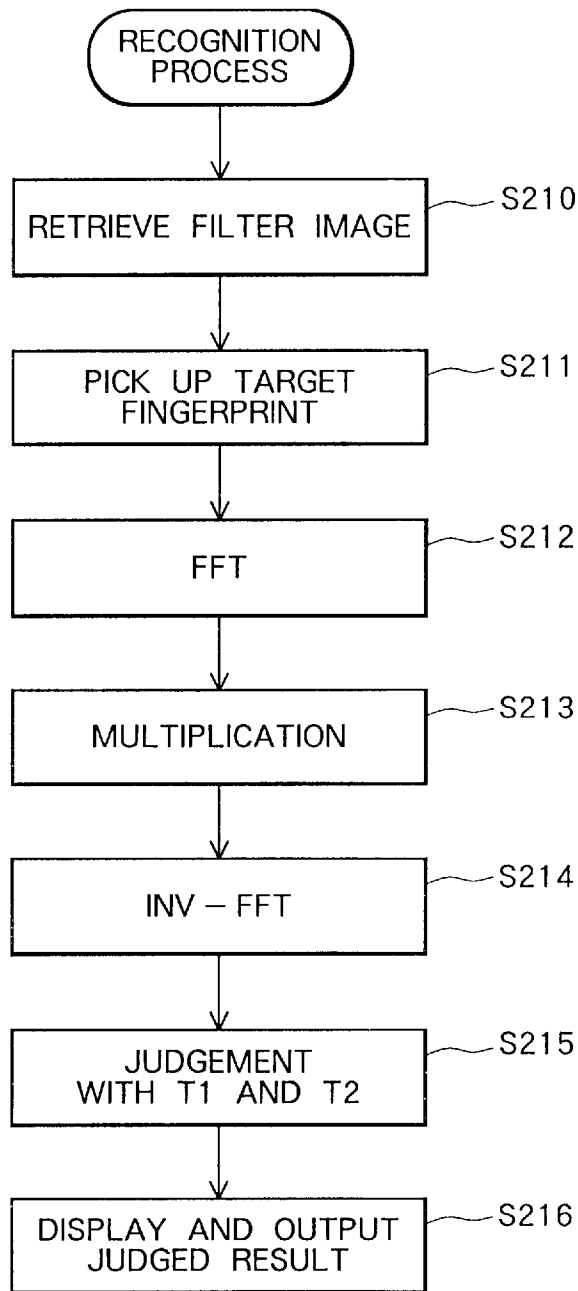 RECOGNITION
PROCESS
RETRIEVE FILTER IMAGE
S210
PICK UP TARGET
FINGERPRINT
S211
FFT
S212
MULTIPLICATION
S213
INV - FFT
S214
JUDGEMENT
WITH T1 AND T2
S215
DISPLAY AND OUTPUT
JUDGED RESULT
S216